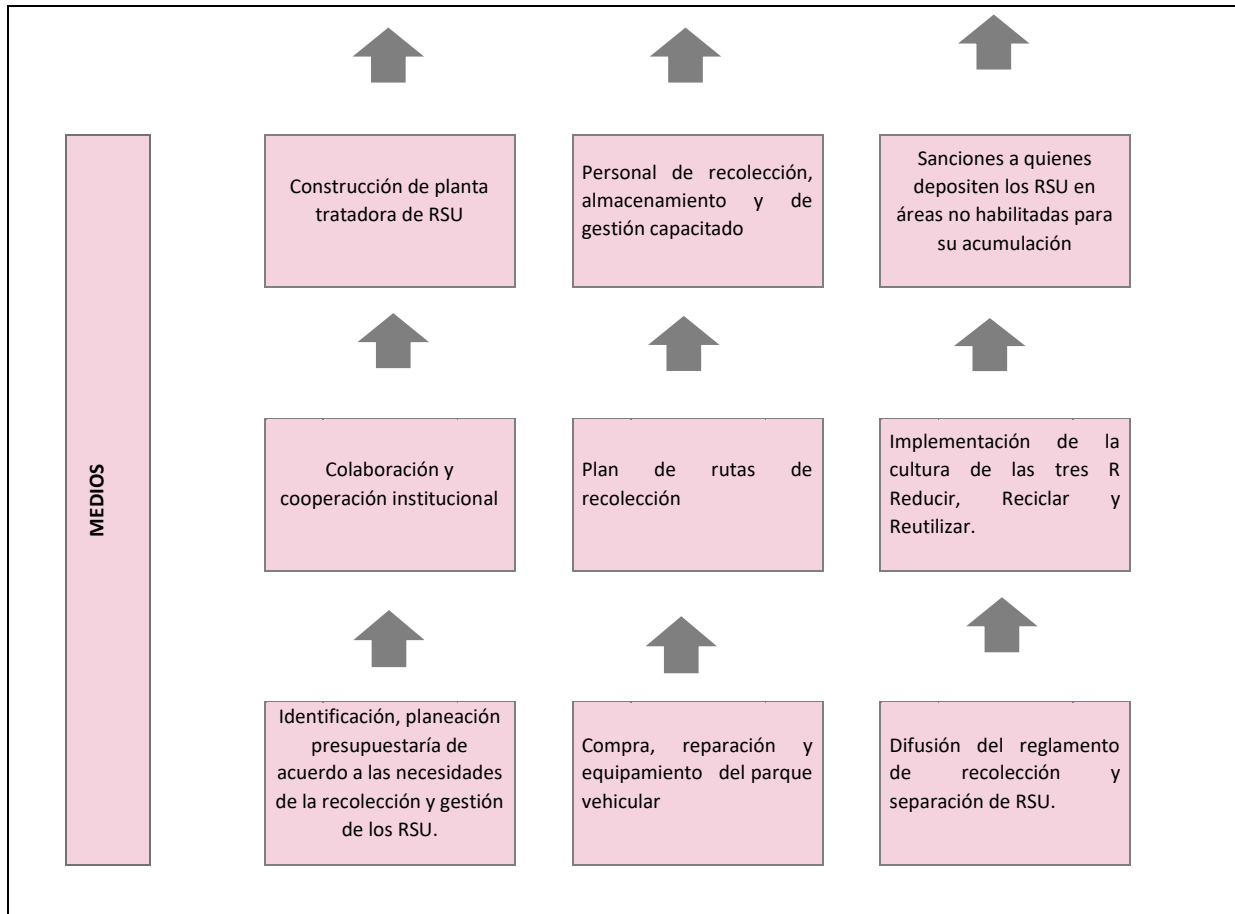 MEDIOS
Construcción de planta
tratadora de RSU
Personal de recolección,
almacenamiento y de
gestión capacitado
Sanciones a quienes
depositen los RSU en
áreas no habilitadas para
su acumulación
Colaboración y
cooperación institucional
Plan de rutas de
recolección
Implementación de la
cultura de las tres R
Reducir, Reciclar y
Reutilizar.
Identificación, planeación
presupuestaría de
acuerdo a las necesidades
de la recolección y gestión
de los RSU.
Compra, reparación y
equipamiento del parque
vehicular
Difusión del reglamento
de recolección y
separación de RSU.